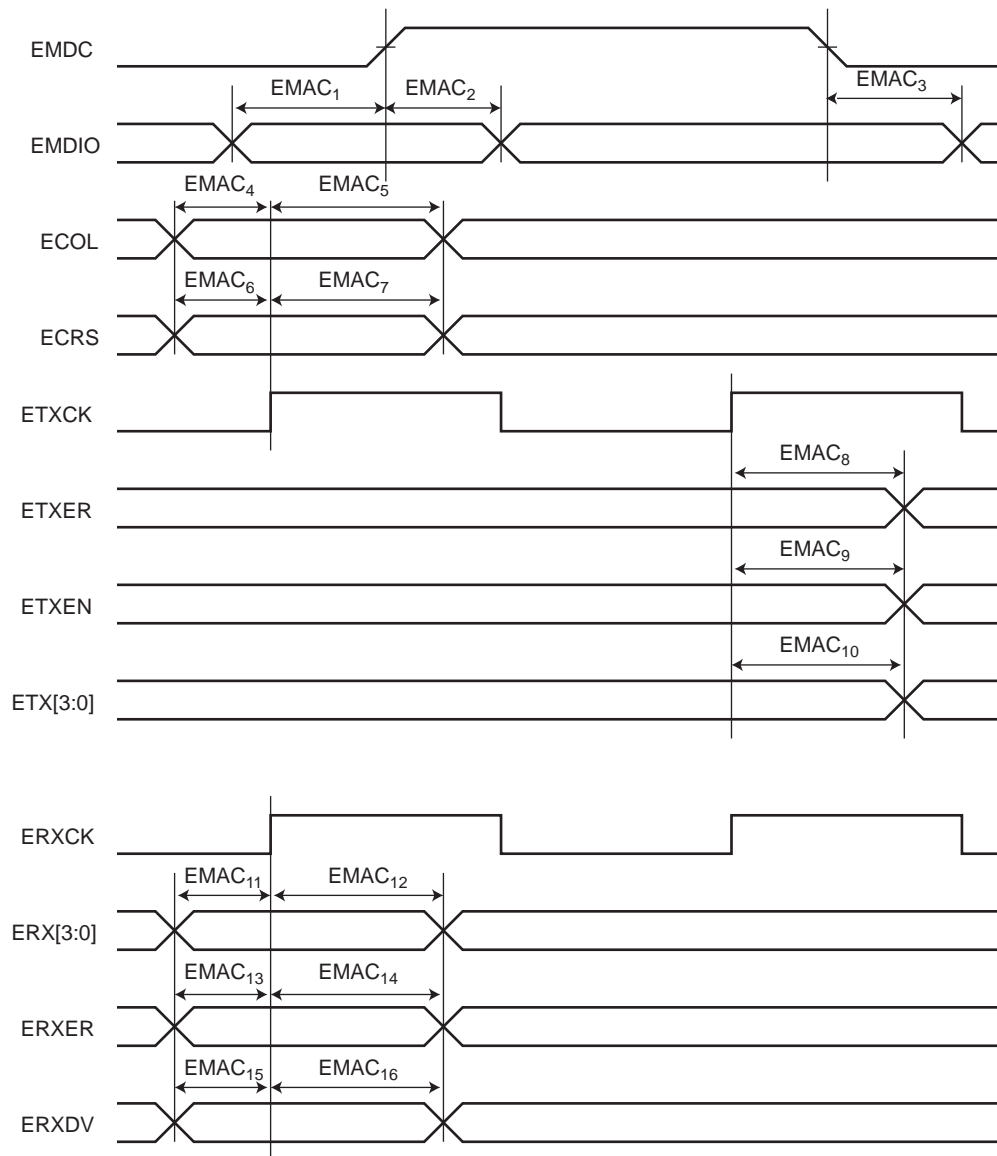 EMDC
EMAC₁ EMAC₂ EMAC₃
EMDIO
EMAC₄ EMAC₅
ECOL
EMAC₆ EMAC₇
ECRS
ETXCK
EMAC₈
ETXER
EMAC₉
ETXEN
EMAC₁₀
ETX[3:0]
ERXCK
EMAC₁₁ EMAC₁₂
ERX[3:0]
EMAC₁₃ EMAC₁₄
ERXER
EMAC₁₅ EMAC₁₆
ERXDV